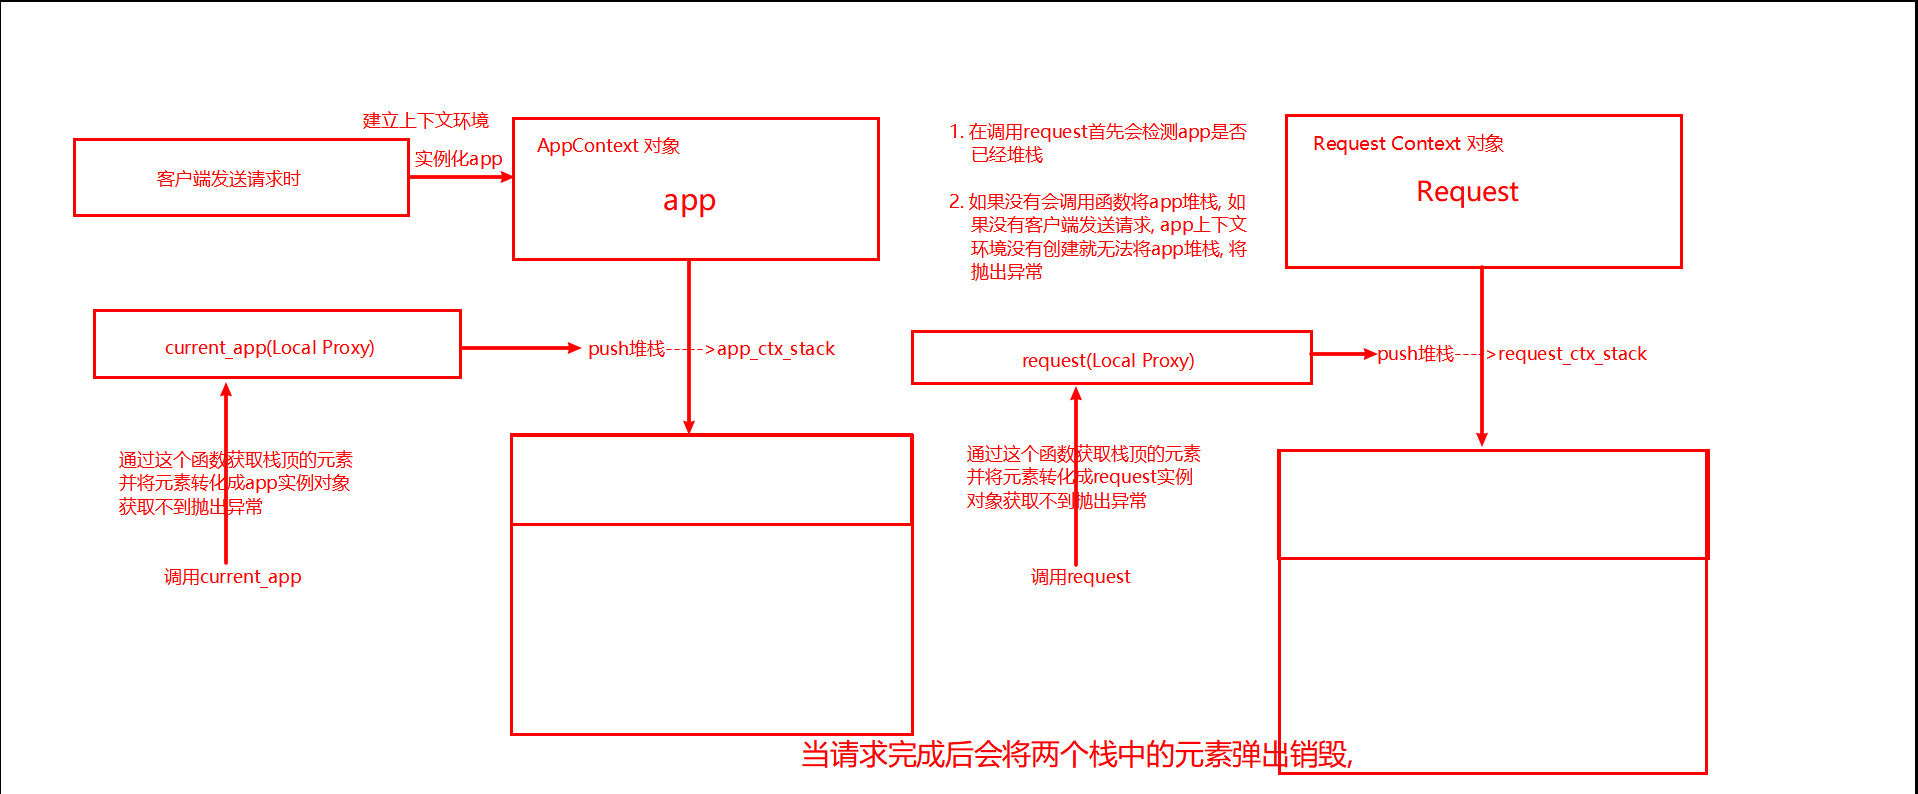 建立上下文环境
客户端发送请求时
实例化app
AppContext 对象
app
current_app(Local Proxy)
push堆栈----->app_ctx_stack
通过这个函数获取栈顶的元素
并将元素转化成app实例对象
获取不到抛出异常
调用current_app
1. 在调用request首先会检测app是否
已经堆栈
2. 如果没有会调用函数将app堆栈, 如
果没有客户端发送请求, app上下文
环境没有创建就无法将app堆栈, 将
抛出异常
Request Context 对象
Request
request(Local Proxy)
push堆栈---->request_ctx_stack
通过这个函数获取栈顶的元素
并将元素转化成request实例
对象获取不到抛出异常
调用request
当请求完成后会将两个栈中的元素弹出销毁,